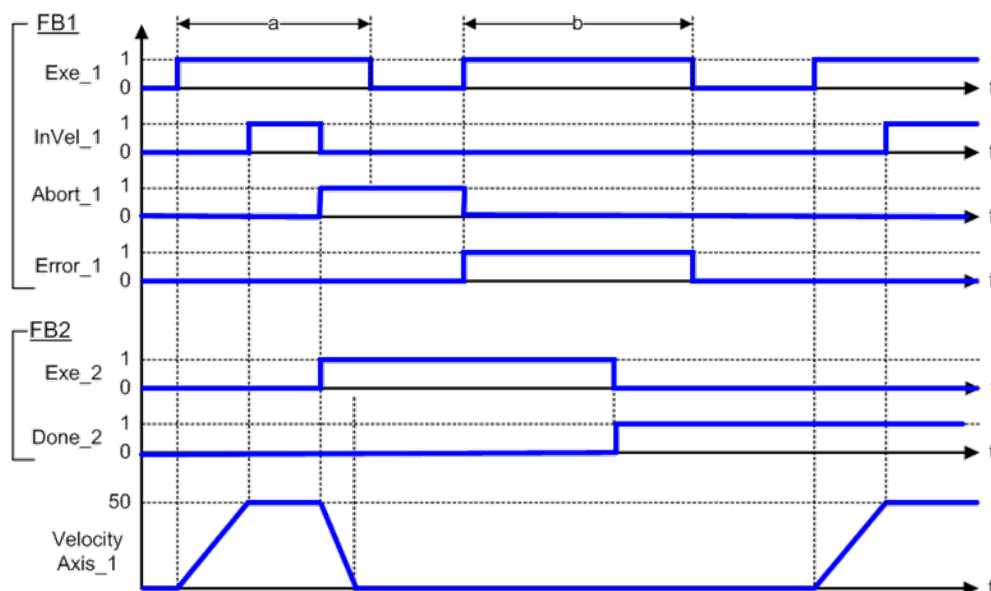 FB1
a
b
Exe_1
1
0
t
InVel_1
1
0
t
Abort_1
1
0
t
Error_1
1
0
t
FB2
Exe_2
1
0
Done_2
1
0
t
50
Velocity
Axis_1
t